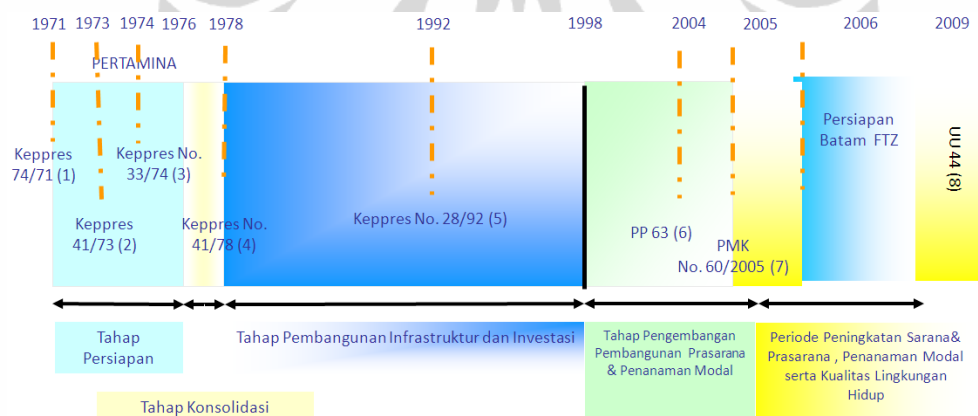 1971 1973 1974 1976 1978 1992 1998 2004 2005 2006 2009
PERTAMINA
Keppres
74/71 (1)
Keppres No.
33/74 (3)
Keppres
41/73 (2)
Keppres No.
41/78 (4)
Keppres No. 28/92 (5)
PP 63 (6)
PMK
No. 60/2005 (7)
Persiapan
Batam FTZ
UU 44 (8)
Tahap
Persiapan
Tahap Konsolidasi
Tahap Pembangunan Infrastruktur dan Investasi
Tahap Pengembangan
Pembangunan Prasarana
& Penanaman Modal
Periode Peningkatan Sarana&
Prasarana , Penanaman Modal
serta Kualitas Lingkungan
Hidup